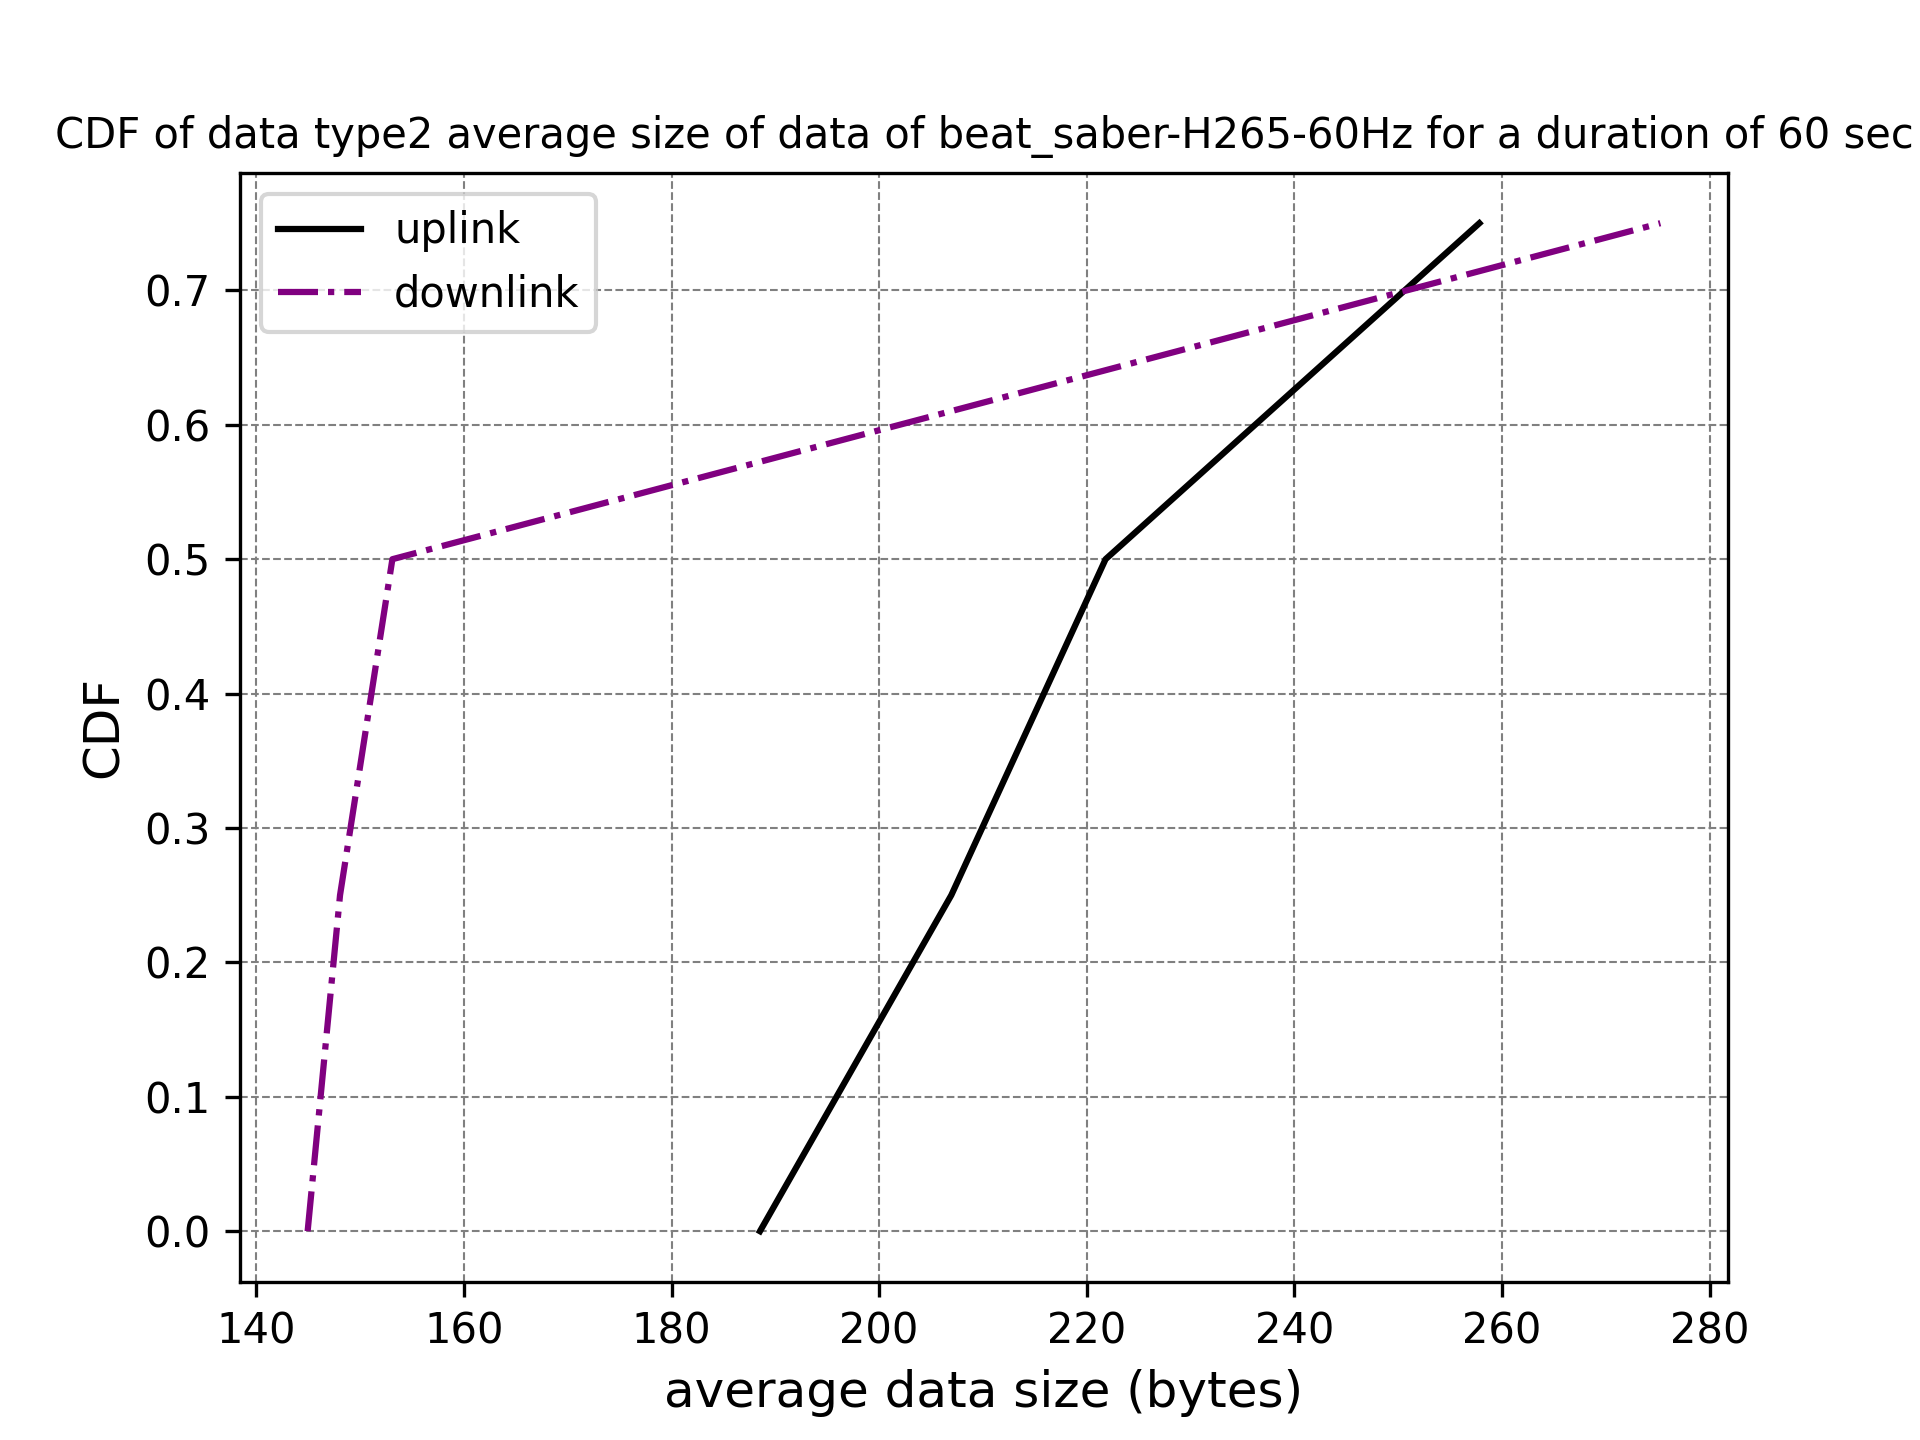 CDF of data type2 average size of data of beat_saber-H265-60Hz for a duration of 60 sec
uplink
downlink
CDF
0.7
0.6
0.5
0.4
0.3
0.2
0.1
0.0
140 160 180 200 220 240 260 280
average data size (bytes)